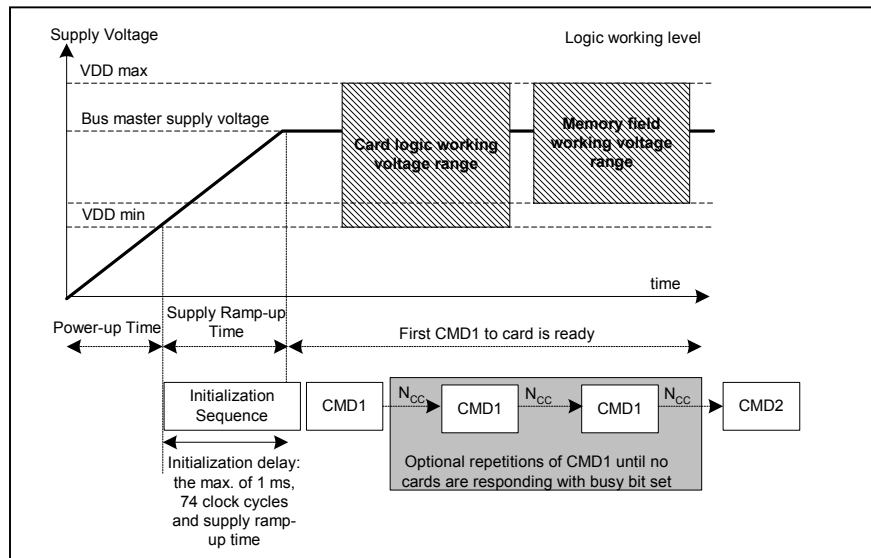 Supply Voltage
Logic working level
VDD max
Bus master supply voltage
Card logic working
voltage range
Memory field
working voltage
range
VDD min
time
Power-up Time
Supply Ramp-up
Time
First CMD1 to card is ready
Initialization
Sequence
CMD1
NCC
CMD1
NCC
CMD1
NCC
CMD2
Initialization delay:
the max. of 1 ms,
74 clock cycles
and supply ramp-
up time
Optional repetitions of CMD1 until no
cards are responding with busy bit set